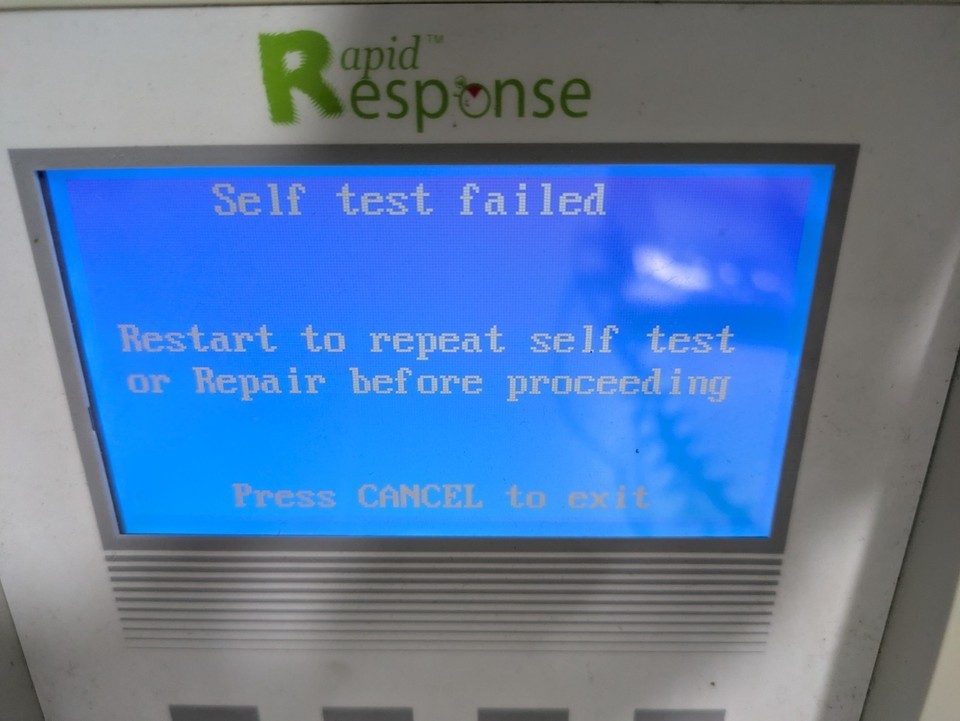 Rapid™
Response
Self test failed
Restart to repeat self test
or Repair before proceeding
Press CANCEL to exit